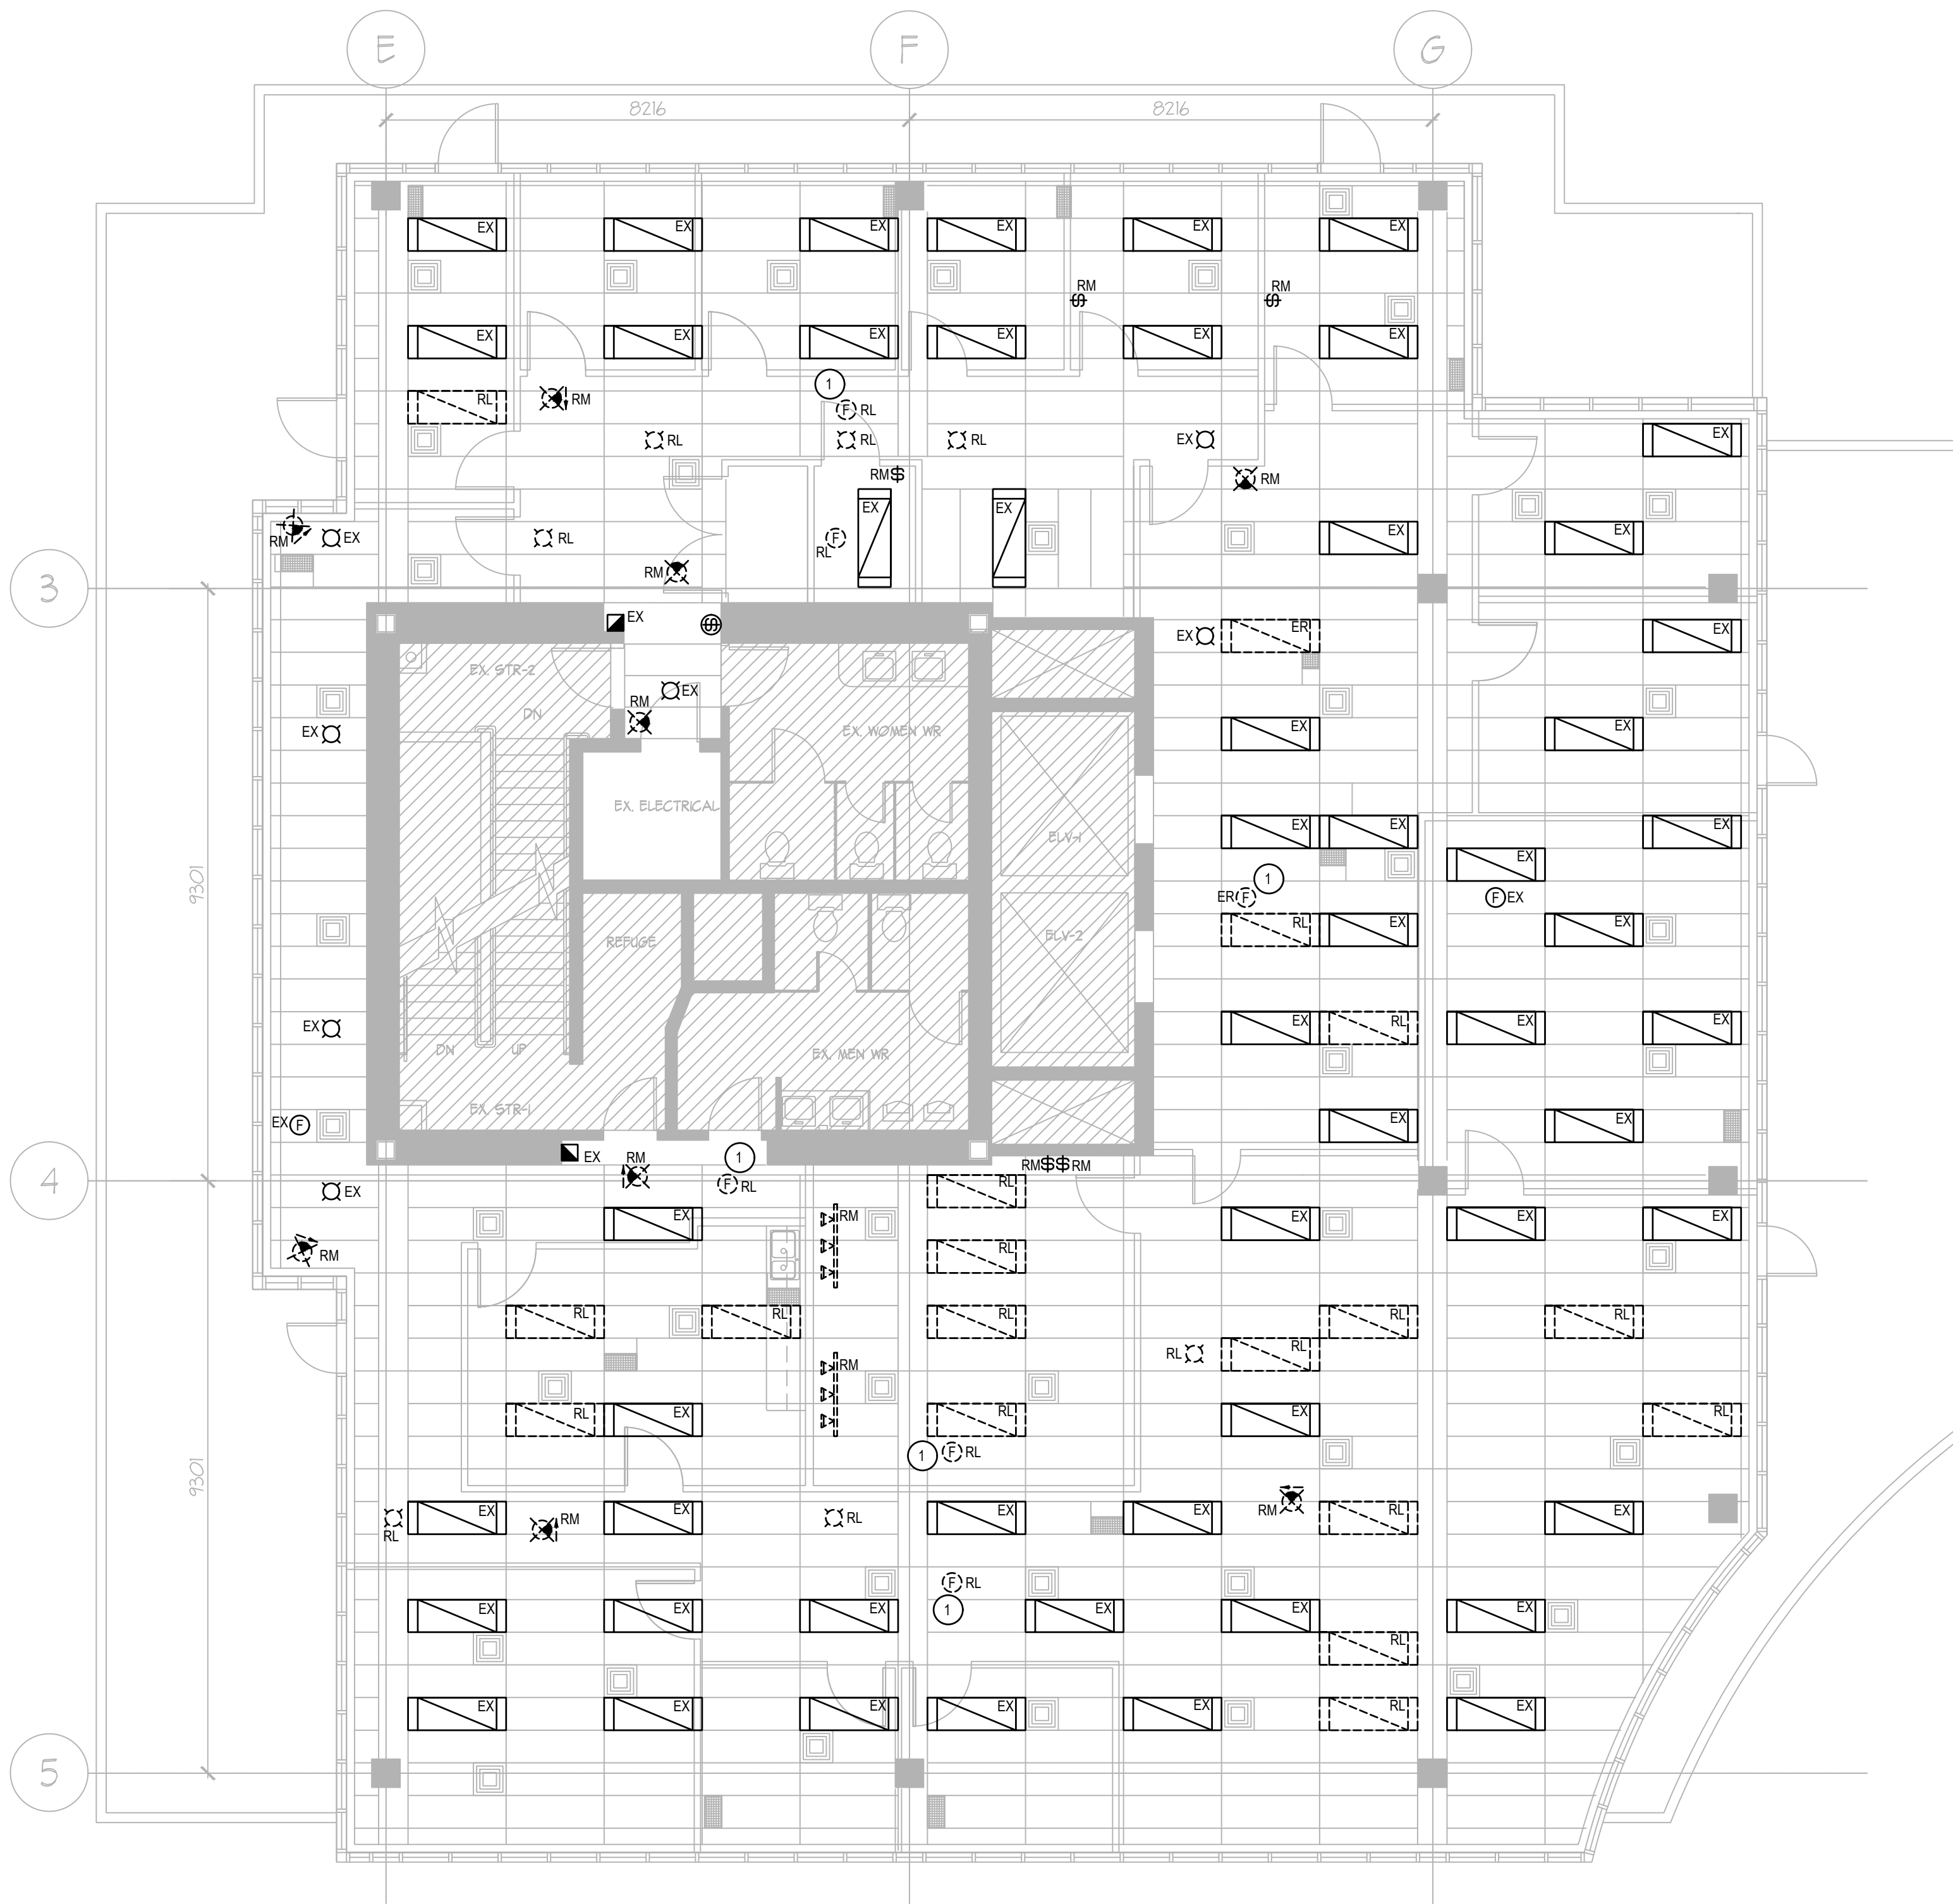 E F G
8216 8216
EX EX EX EX EX EX
RM RM
EX EX EX EX EX EX
1
RL RM F RL
EX
RL RL RL EX
RM$ RM
EX EX
RM EX RL F RL EX EX
3
RM
EX $
EX ER EX
EX. STR-2
EX
RM
DN
EX EX. WOMEN WR EX EX
EX. ELECTRICAL
EX EX EX
ELV-1
EX
9301
1
ER F F EX
RL EX EX
REFUGE ELV-2
EX EX RL EX EX
DN UP EX. MEN WR
EX. STR-1 EX EX
EX F
EX RM 1 RM $$ RM
4
F RL RL
EX
EX RM EX EX EX
RM RL
RL RL RL RL RL
RL RL
RM
RL EX RL EX RL
1 F RL
9301
RM
EX RM EX RL EX EX RL EX
RL
F RL
EX EX EX 1 EX EX EX
RL
EX EX EX EX EX RL EX
5